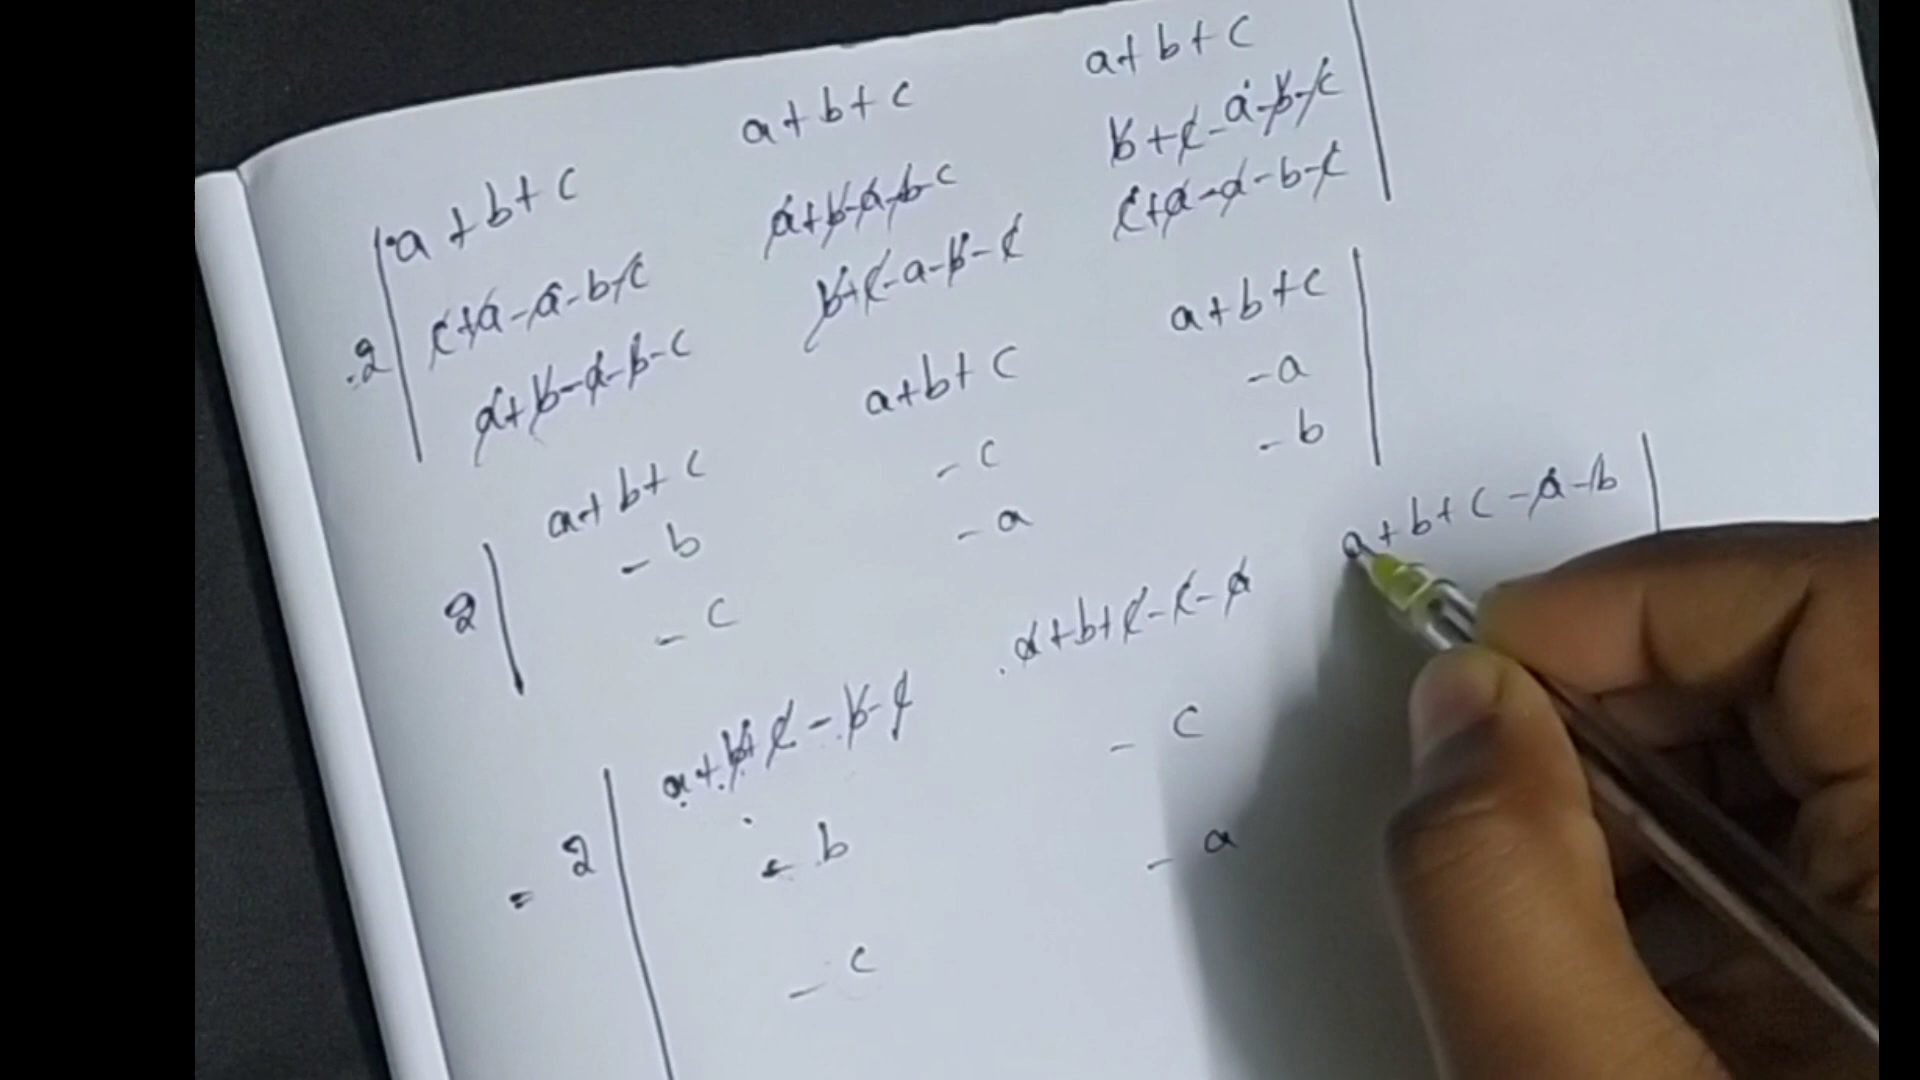 a+b+c a+b+c a+b+c
c+a-a-b-c a+b-a-b-c b+c-a-b-c
2 a+b-a-b-c b+c-a-b-c c+a-a-b-c
a+b+c a+b+c a+b+c
-b -c -a
2 -c -a -b
a+b+c-b-c a+b+c-c-a a+b+c-a-b
= 2 -b -c
-c -a